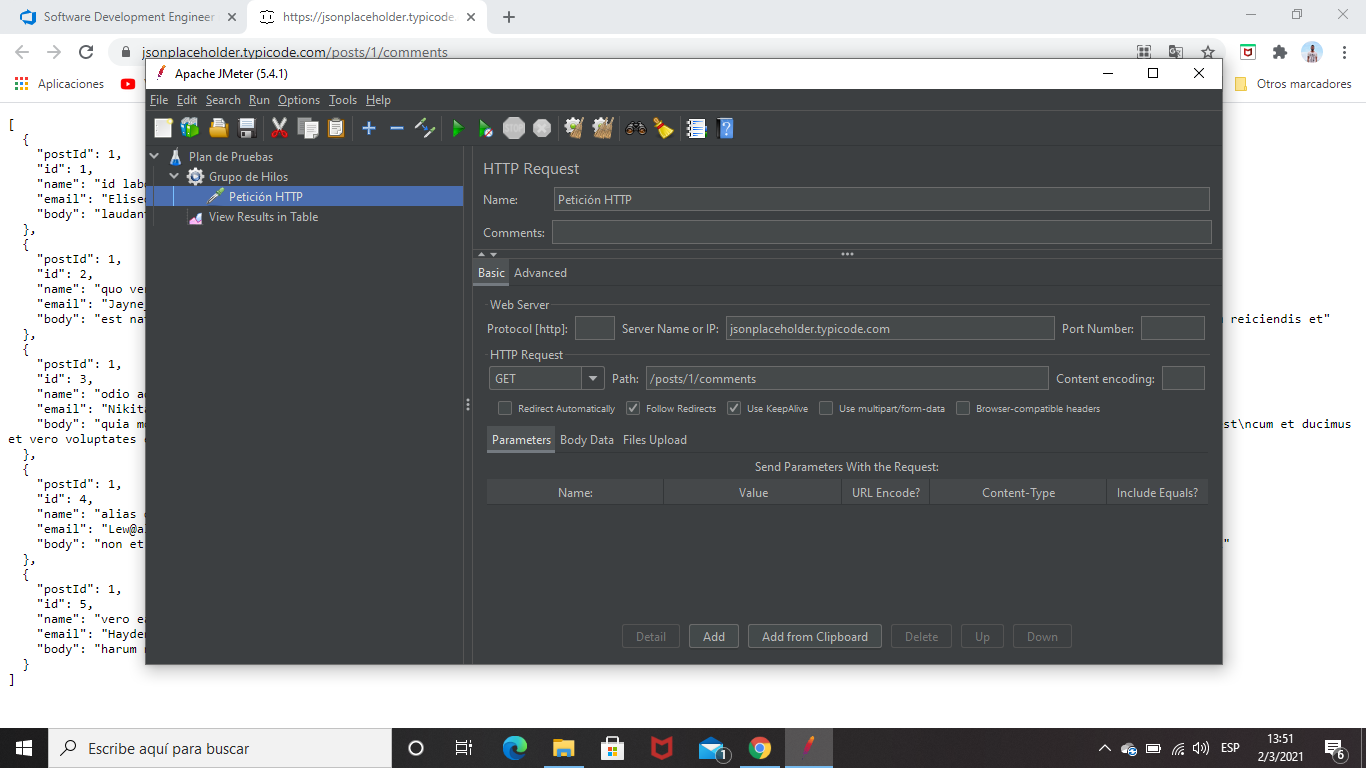 Software Development Engineer
https://jsonplaceholder.typicode.
jsonplaceholder.typicode.com/posts/1/comments
Aplicaciones
Otros marcadores
Apache JMeter (5.4.1)
File Edit Search Run Options Tools Help
STOP
Plan de Pruebas
Grupo de Hilos
Petición HTTP
View Results in Table
HTTP Request
Name: Petición HTTP
Comments:
Basic Advanced
Web Server
Protocol [http]: Server Name or IP: jsonplaceholder.typicode.com Port Number:
HTTP Request
GET Path: /posts/1/comments Content encoding:
Redirect Automatically Follow Redirects Use KeepAlive Use multipart/form-data Browser-compatible headers
Parameters Body Data Files Upload
Send Parameters With the Request:
Name: Value URL Encode? Content-Type Include Equals?
Detail Add Add from Clipboard Delete Up Down
[
{
"postId": 1,
"id": 1,
"name": "id
"email":
"body":
},
{
"postId": 1,
"id": 2,
"name": "quo
"email":
"body": "est reiciendis et"
},
{
"postId": 1,
"id": 3,
"name": "odio
"email":
"body": "quia st\ncum et ducimus
et vero voluptates
},
{
"postId": 1,
"id": 4,
"name": "alias
"email":
"body": "non et "
},
{
"postId": 1,
"id": 5,
"name": "vero
"email":
"body": "harum
}
]
Escribe aquí para buscar
1
ESP
13:51
2/3/2021
6